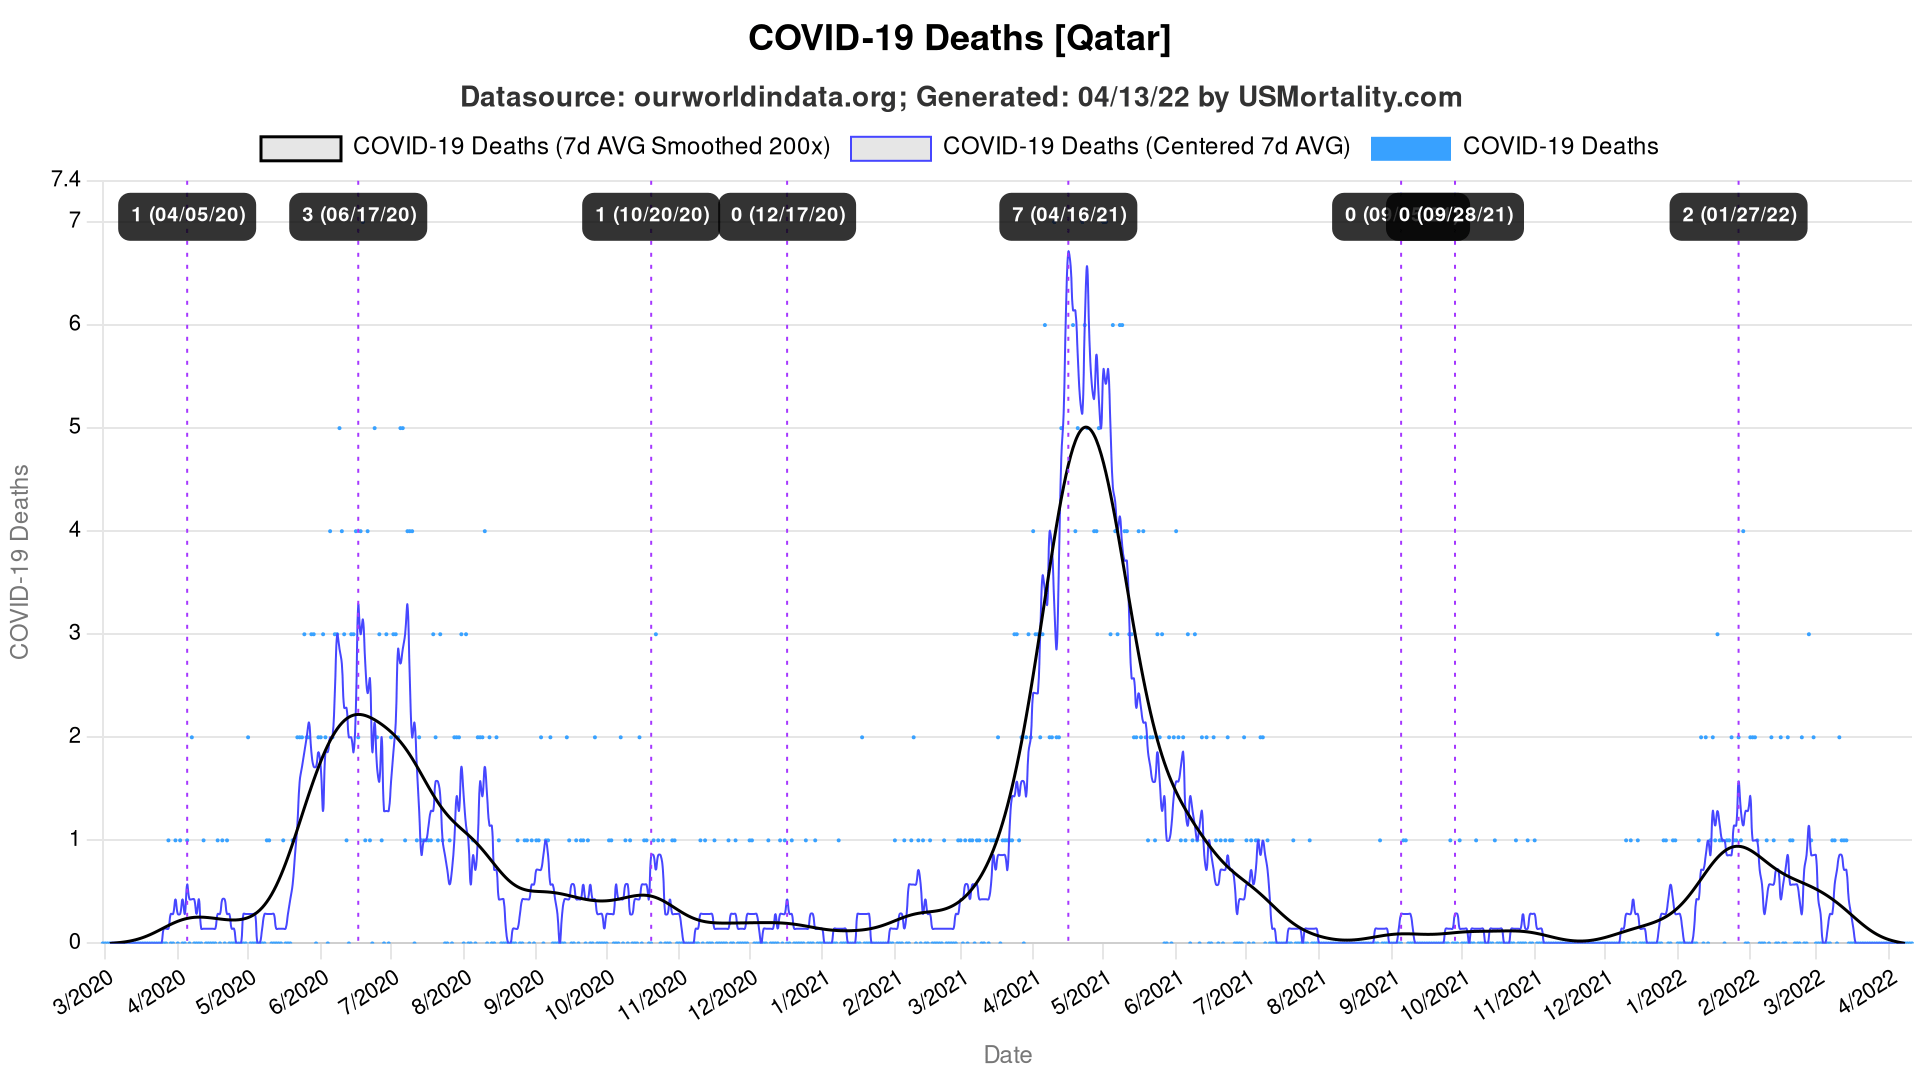 COVID-19 Deaths [Qatar]
Datasource: ourworldindata.org; Generated: 04/13/22 by USMortality.com
COVID-19 Deaths (7d AVG Smoothed 200x) COVID-19 Deaths (Centered 7d AVG) COVID-19 Deaths
7.4
1 (04/05/20) 3 (06/17/20) 1 (10/20/20) 0 (12/17/20) 7 (04/16/21) 0 (09/ 0 (09/28/21) 2 (01/27/22)
7
6
5
4
3
2
1
0
COVID-19 Deaths
3/2020 4/2020 5/2020 6/2020 7/2020 8/2020 9/2020 10/2020 11/2020 12/2020 1/2021 2/2021 3/2021 4/2021 5/2021 6/2021 7/2021 8/2021 9/2021 10/2021 11/2021 12/2021 1/2022 2/2022 3/2022 4/2022
Date